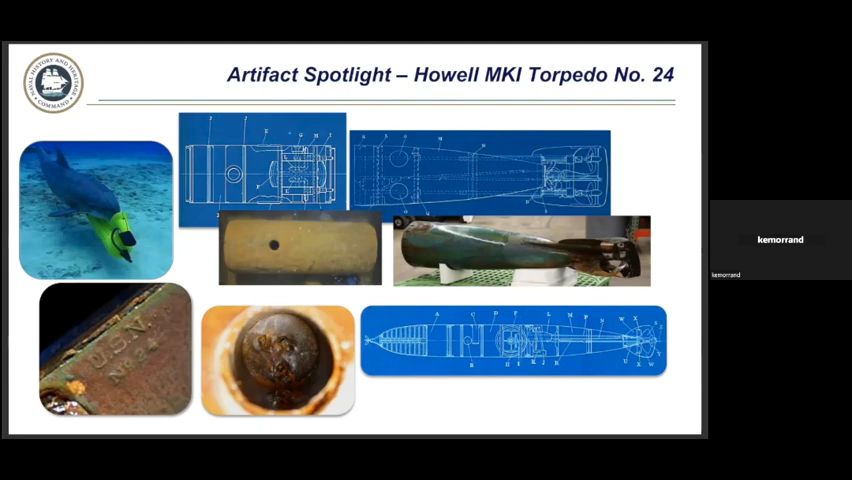 Artifact Spotlight – Howell MKI Torpedo No. 24
NAVAL HISTORY AND HERITAGE
COMMAND
U.S.N.
No. 24
kemorrand
kemorrand